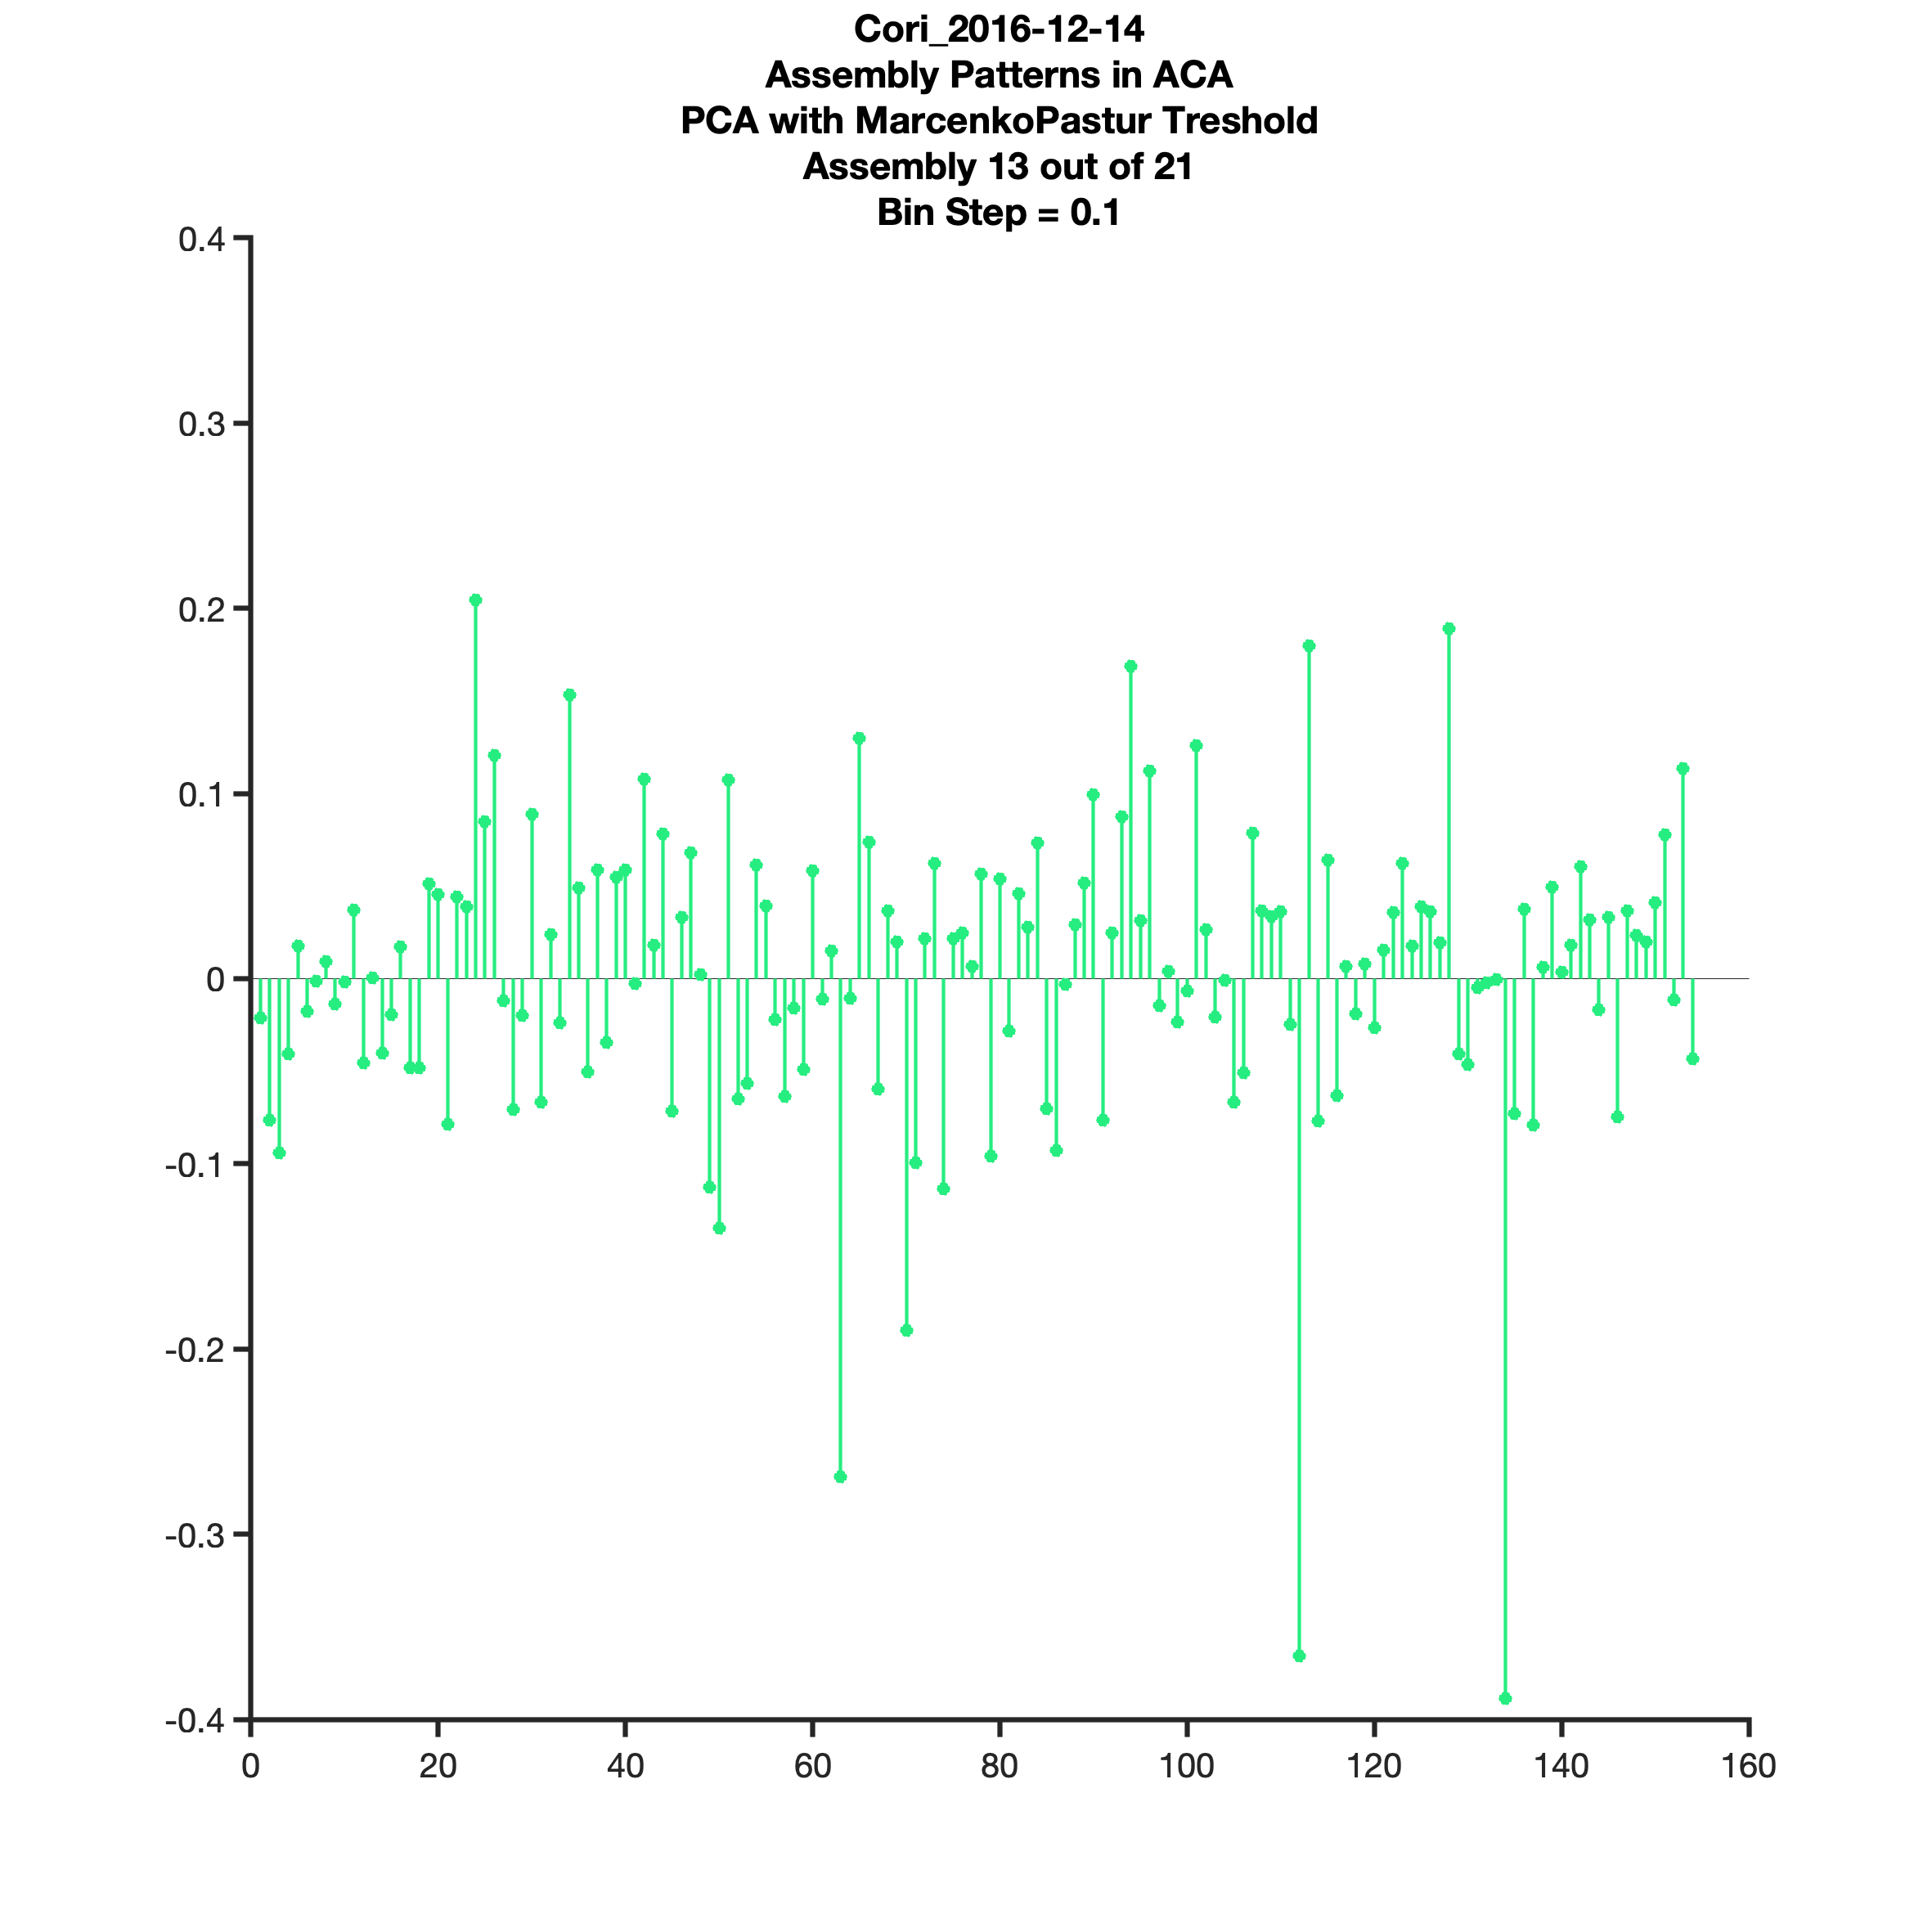 Cori_2016-12-14
Assembly Patterns in ACA
PCA with MarcenkoPastur Treshold
Assembly 13 out of 21
Bin Step = 0.1
0.4
0.3
0.2
0.1
0
-0.1
-0.2
-0.3
-0.4
0 20 40 60 80 100 120 140 160